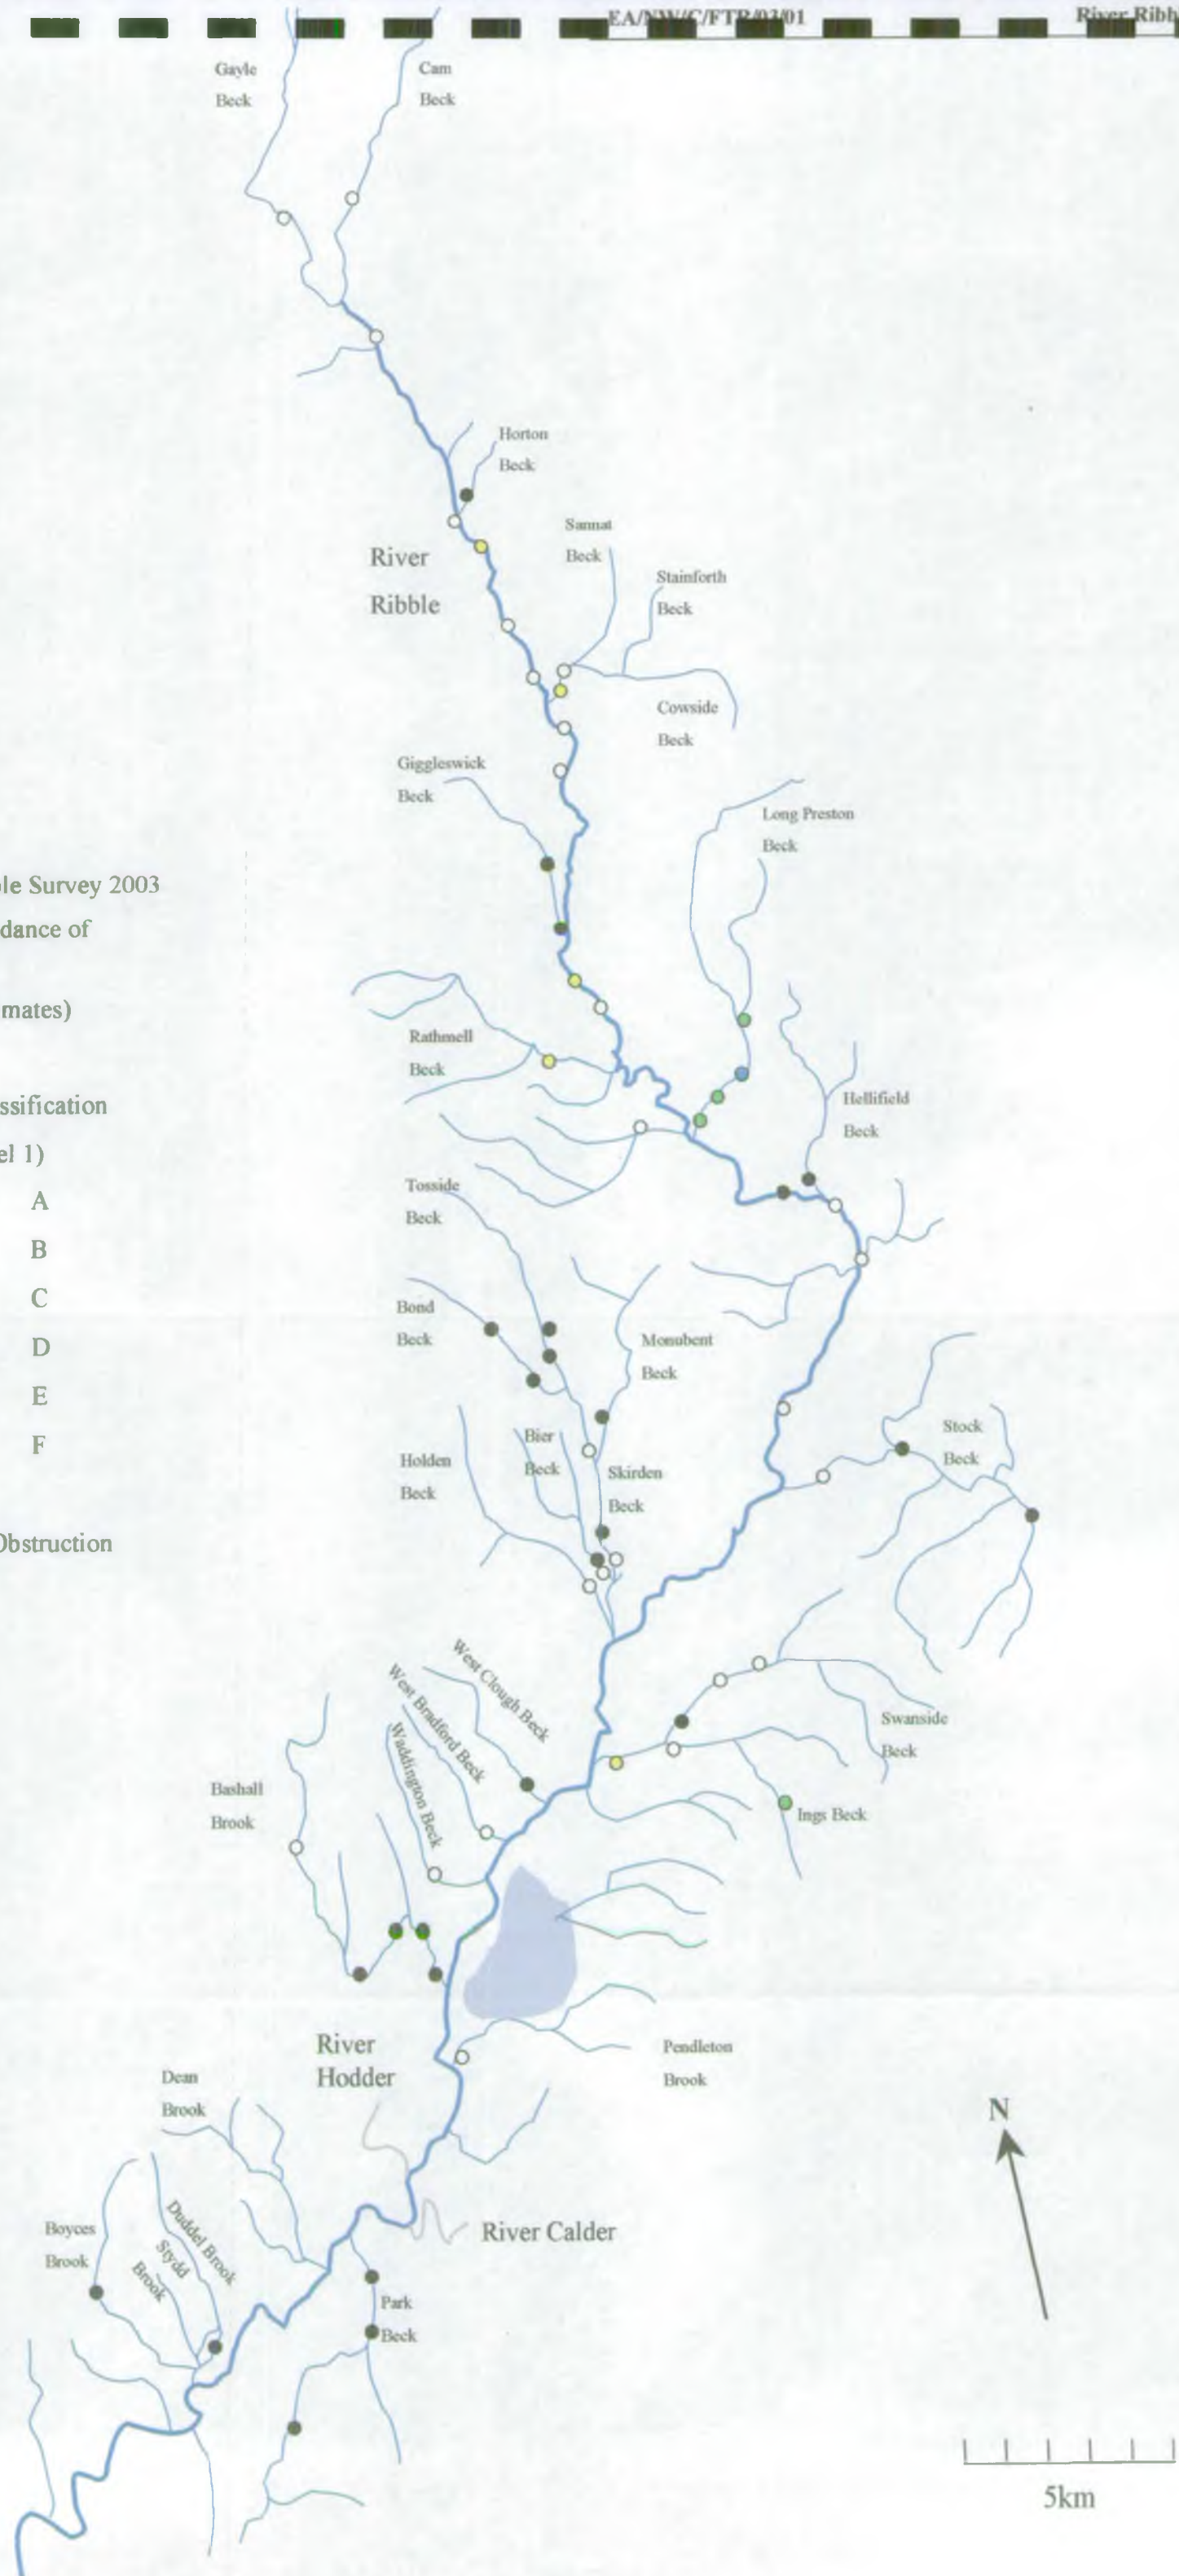 EA/NW/C/FTR/03/01
River Ribb
Gayle
Beck
Cam
Beck
Horton
Beck
River
Ribble
Sannat
Beck
Stainforth
Beck
Cowside
Beck
Giggleswick
Beck
Long Preston
Beck
le Survey 2003
dance of
mates)
ssification
el 1)
A
B
C
D
E
F
Obstruction
Rathmell
Beck
Hellifield
Beck
Tosside
Beck
Bond
Beck
Monubent
Beck
Stock
Beck
Holden
Beck
Bier
Beck
Skirden
Beck
West Clough Beck
West Bradford Beck
Waddington Beck
Swanside
Beck
Ings Beck
Bashall
Brook
River
Hodder
Pendleton
Brook
Dean
Brook
N
Boyces
Brook
Duddel Brook
Stydd
Brook
River Calder
Park
Beck
5km